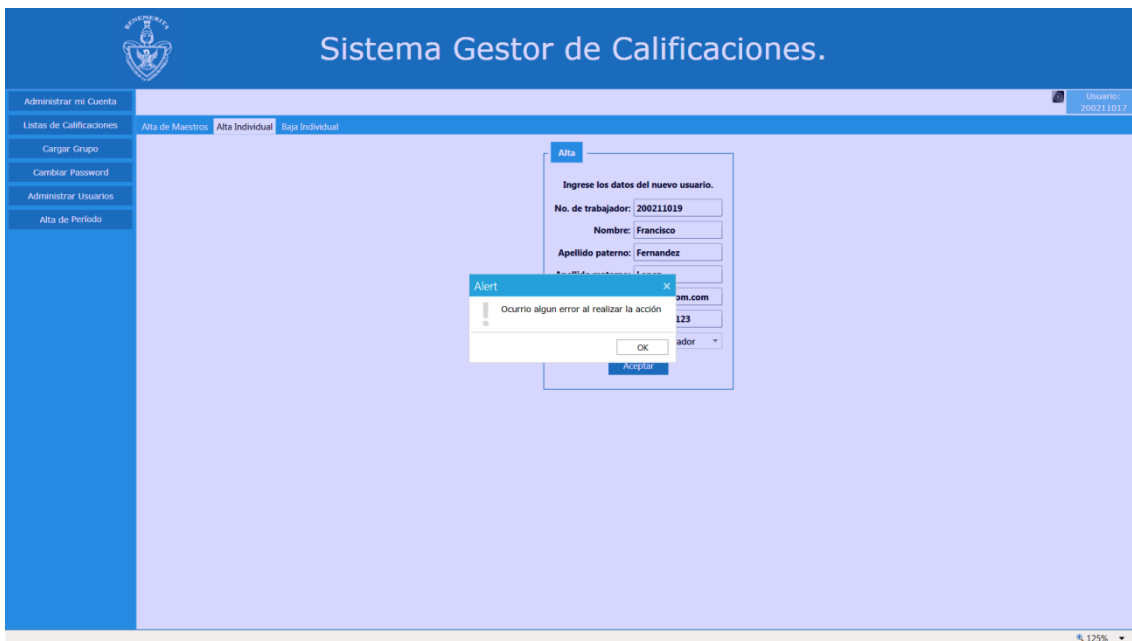 BENEMERITA
Sistema Gestor de Calificaciones.
Administrar mi Cuenta
Usuario:
200211017
Listas de Calificaciones
Alta de Maestros Alta Individual Baja Individual
Cargar Grupo
Cambiar Password
Administrar Usuarios
Alta de Período
Alta
Ingrese los datos del nuevo usuario.
No. de trabajador: 200211019
Nombre: Francisco
Apellido paterno: Fernandez
Alert
om.com
Ocurrio algun error al realizar la acción
123
ador
OK
Aceptar
125%